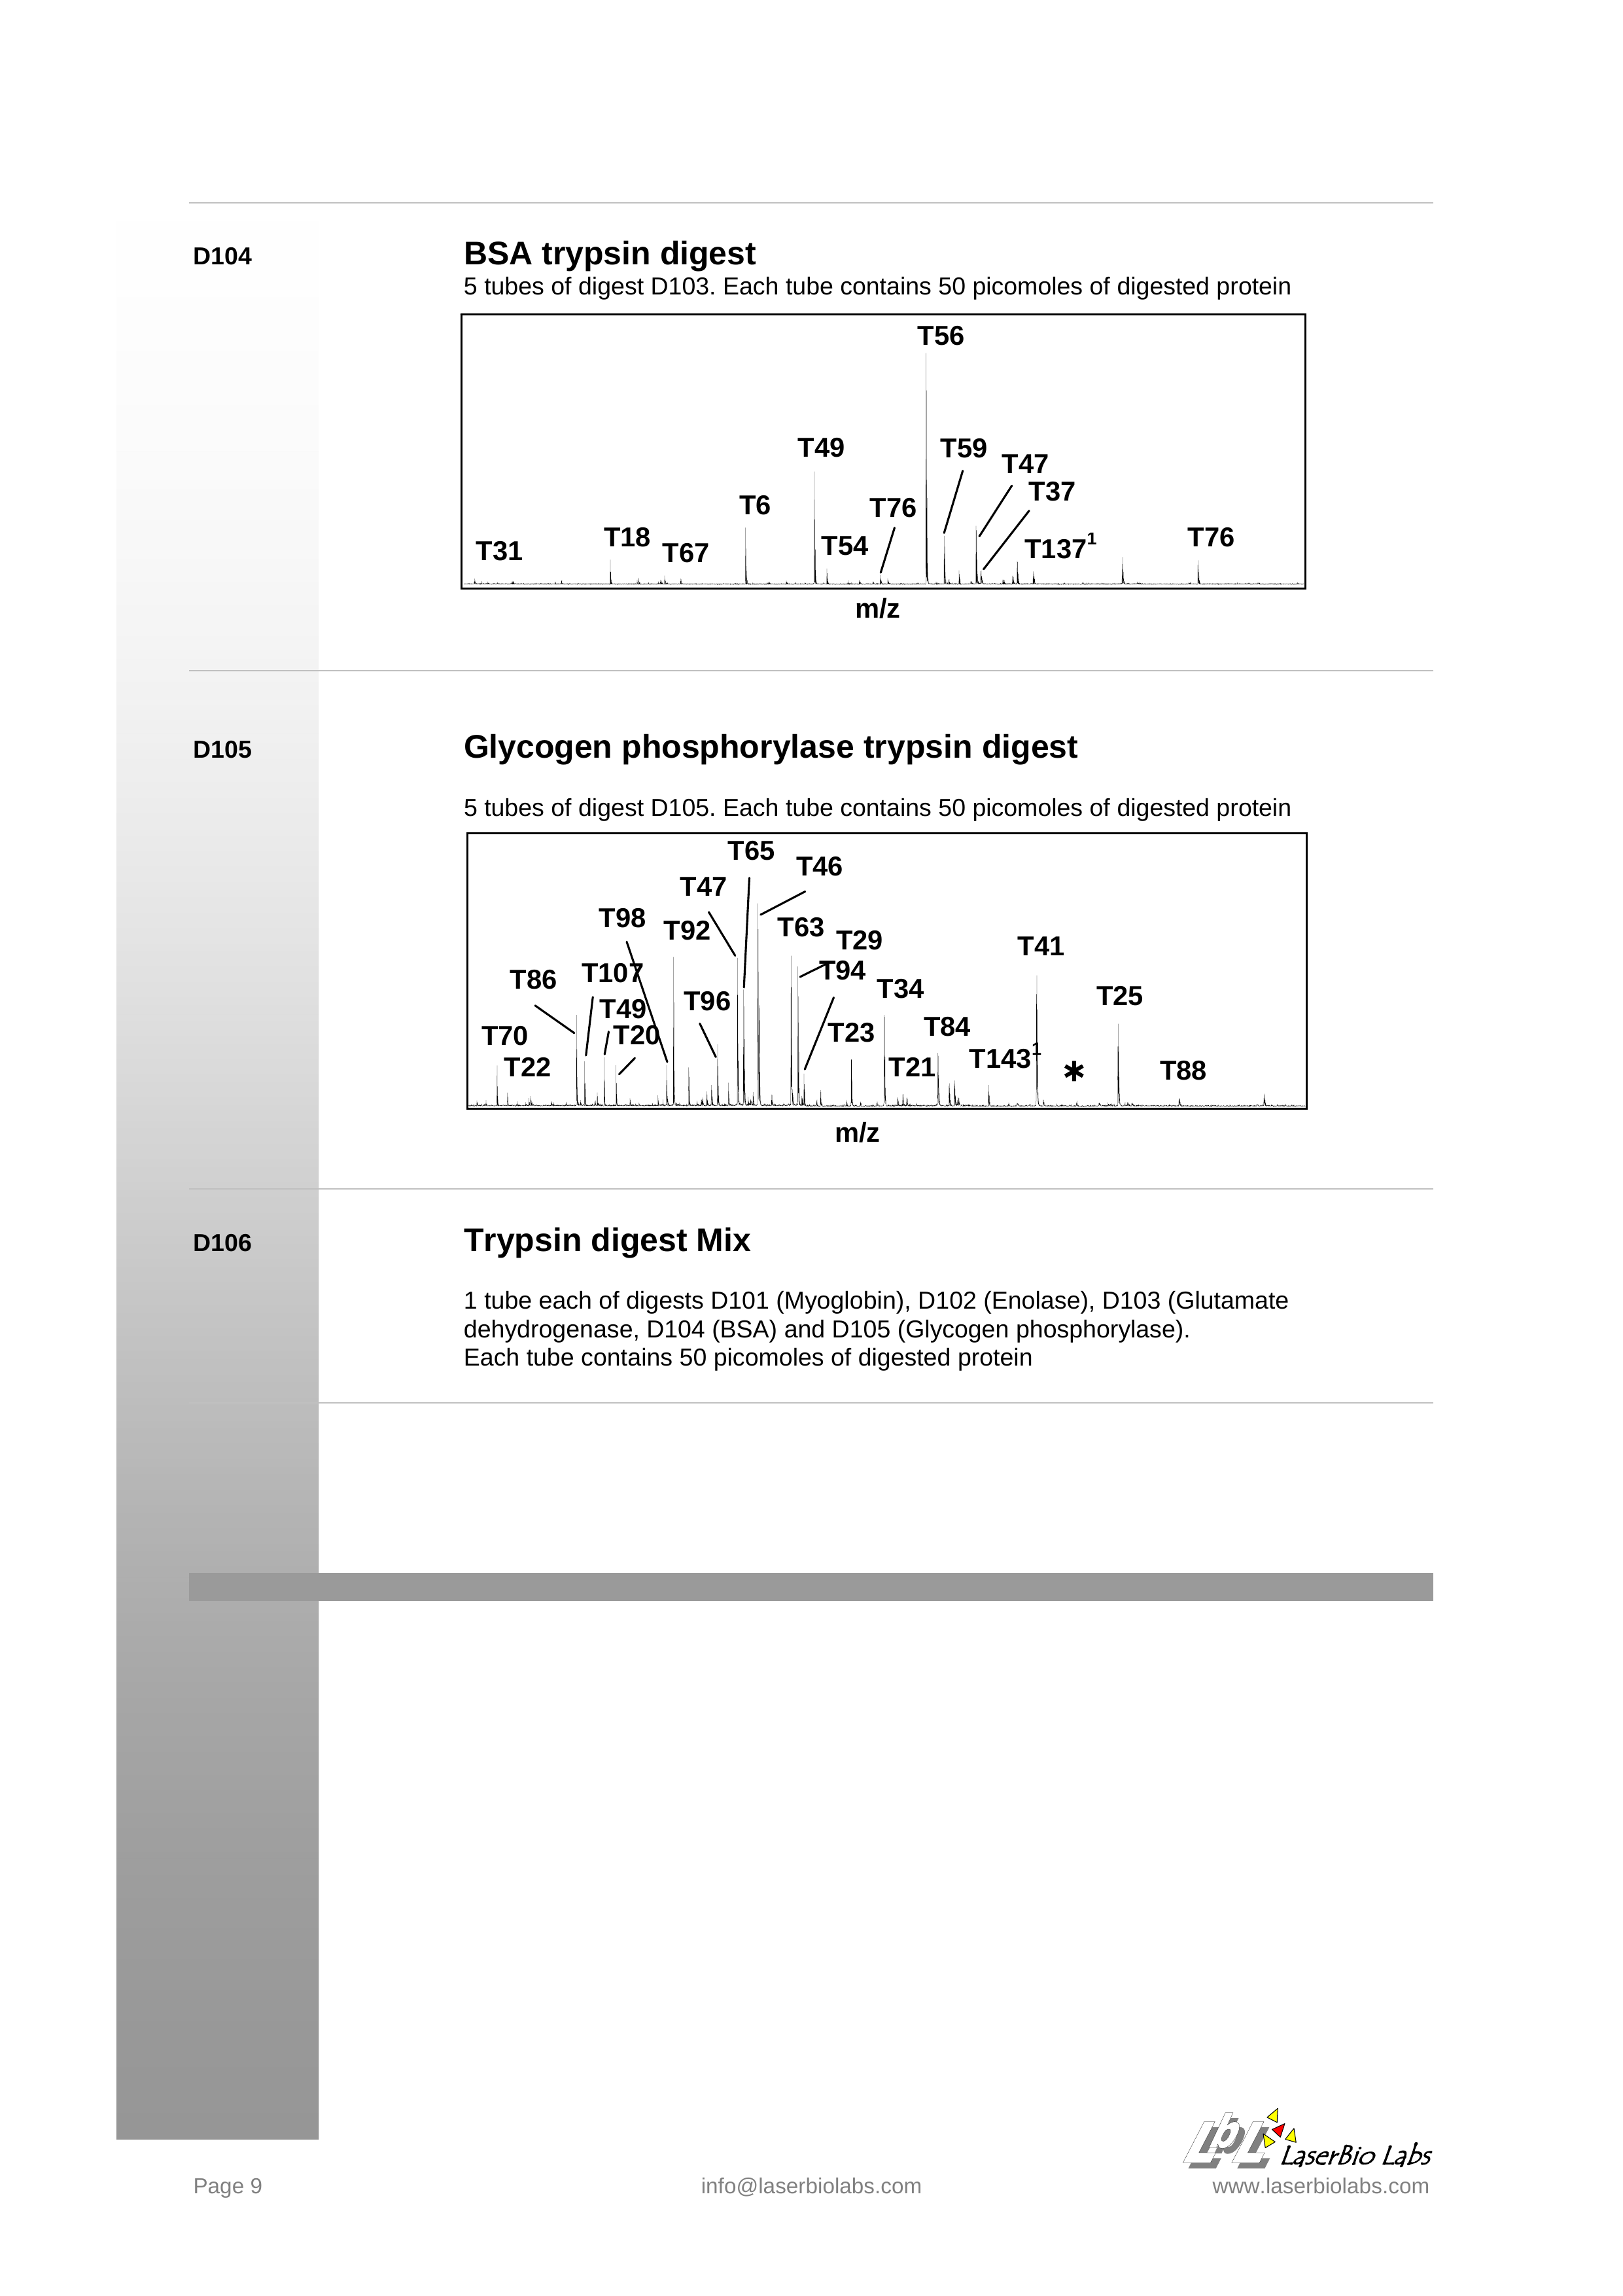 D104
BSA trypsin digest
5 tubes of digest D103. Each tube contains 50 picomoles of digested protein
T56
T49
T59
T47
T37
T6
T76
T31
T18
T67
T54
T137¹
T76
m/z
D105
Glycogen phosphorylase trypsin digest
5 tubes of digest D105. Each tube contains 50 picomoles of digested protein
T65
T46
T47
T98
T92
T63
T29
T41
T86
T107
T94
T34
T25
T49
T96
T70
T20
T23
T84
T22
T21
T143¹
*
T88
m/z
D106
Trypsin digest Mix
1 tube each of digests D101 (Myoglobin), D102 (Enolase), D103 (Glutamate
dehydrogenase, D104 (BSA) and D105 (Glycogen phosphorylase).
Each tube contains 50 picomoles of digested protein
LbL
LaserBio Labs
Page 9
info@laserbiolabs.com
www.laserbiolabs.com